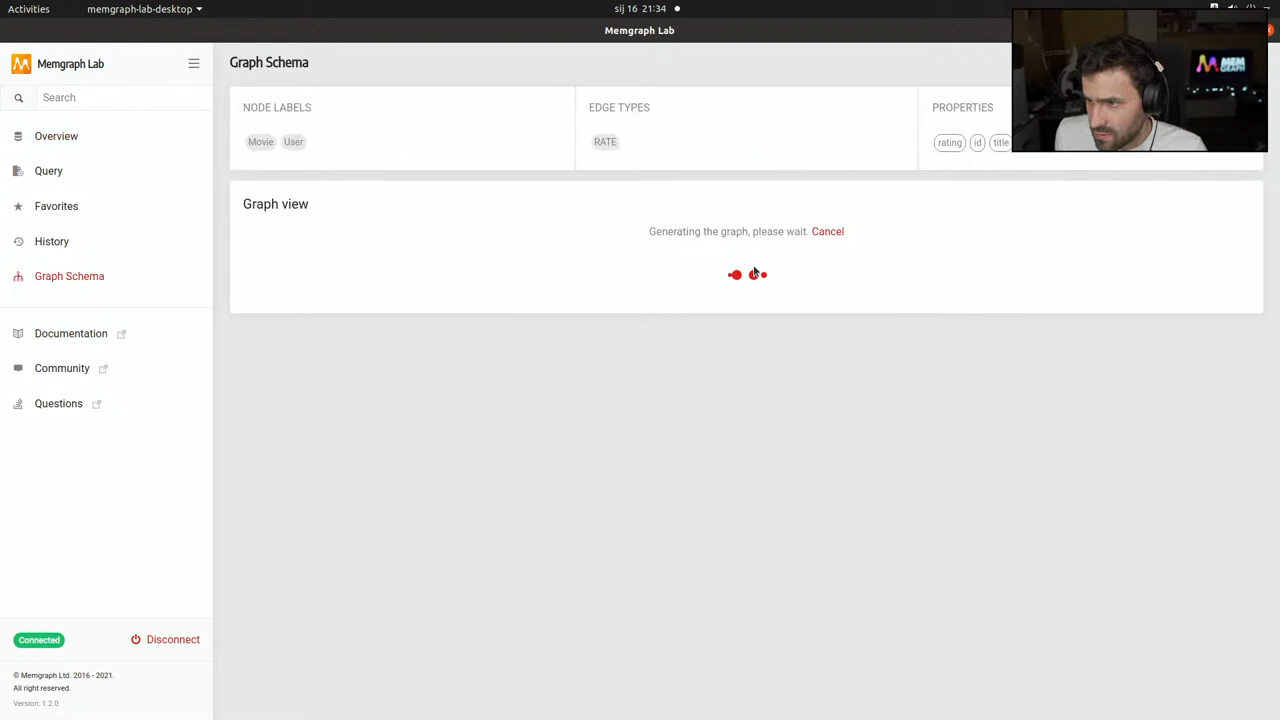 Activities
memgraph-lab-desktop
sij 16 21:34
Memgraph Lab
Memgraph Lab
Search
Overview
Query
Favorites
History
Graph Schema
Documentation
Community
Questions
Connected
Disconnect
© Memgraph Ltd. 2016 - 2021.
All right reserved.
Version: 1.2.0
Graph Schema
NODE LABELS
Movie User
EDGE TYPES
RATE
PROPERTIES
rating id title
Graph view
Generating the graph, please wait. Cancel
MEM
GRAPH